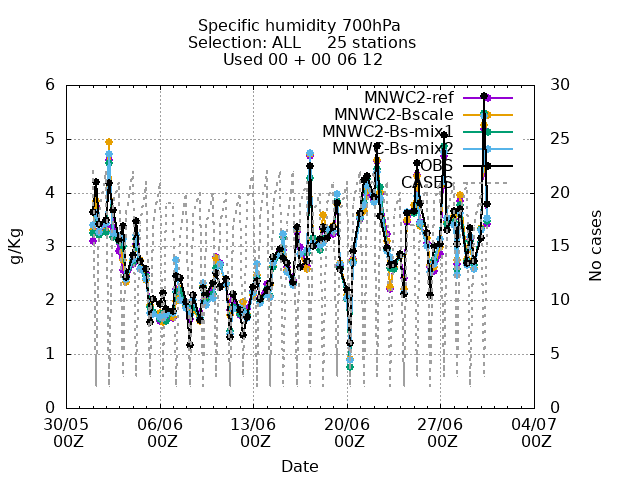 Specific humidity 700hPa
Selection: ALL     25 stations
Used 00 + 00 06 12
MNWC2-ref
MNWC2-Bscale
MNWC2-Bs-mix1
MNWC-Bs-mix2
OBS
CASES
g/Kg
6
5
4
3
2
1
0
30
25
20
15
10
5
0
No cases
30/05 06/06 13/06 20/06 27/06 04/07
00Z 00Z 00Z 00Z 00Z 00Z
Date